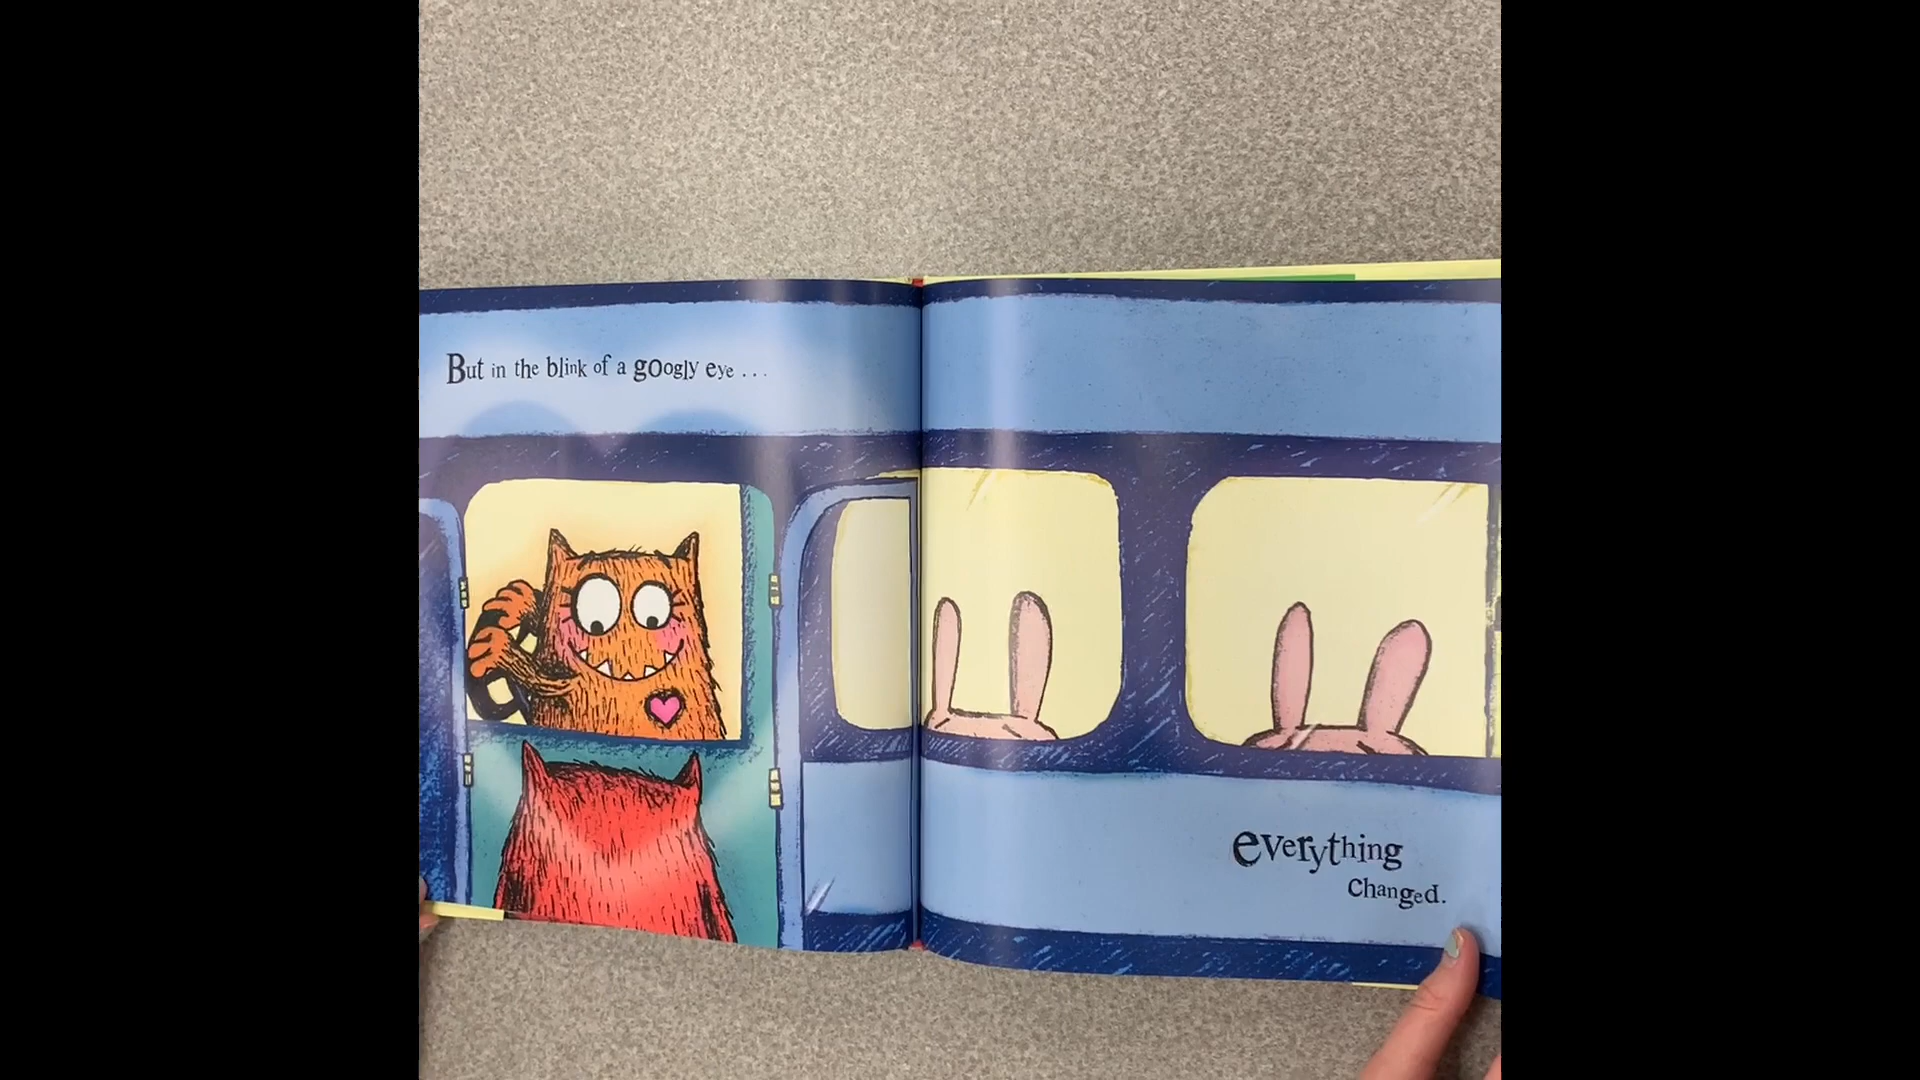 But in the blink of a googly eye . . .
everything
changed.